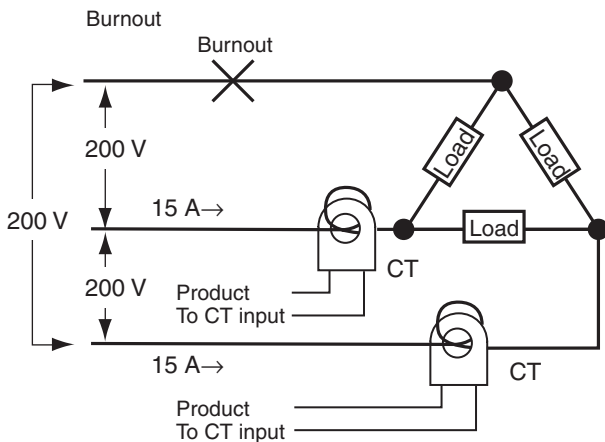 Burnout
Burnout
200 V
Load
Load
15 A→
200 V
Load
CT
200 V
Product
To CT input
15 A→
CT
Product
To CT input